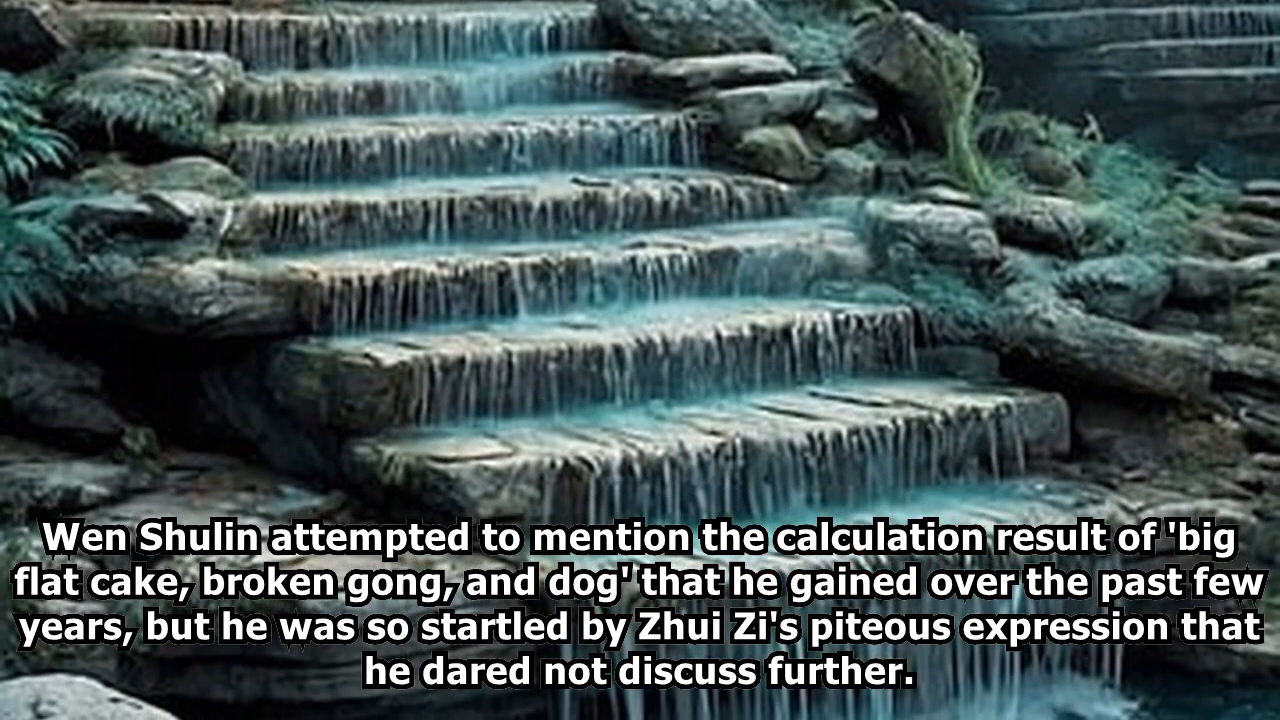 Wen Shulin attempted to mention the calculation result of 'big
flat cake, broken gong, and dog' that he gained over the past few
years, but he was so startled by Zhui Zi's piteous expression that
he dared not discuss further.